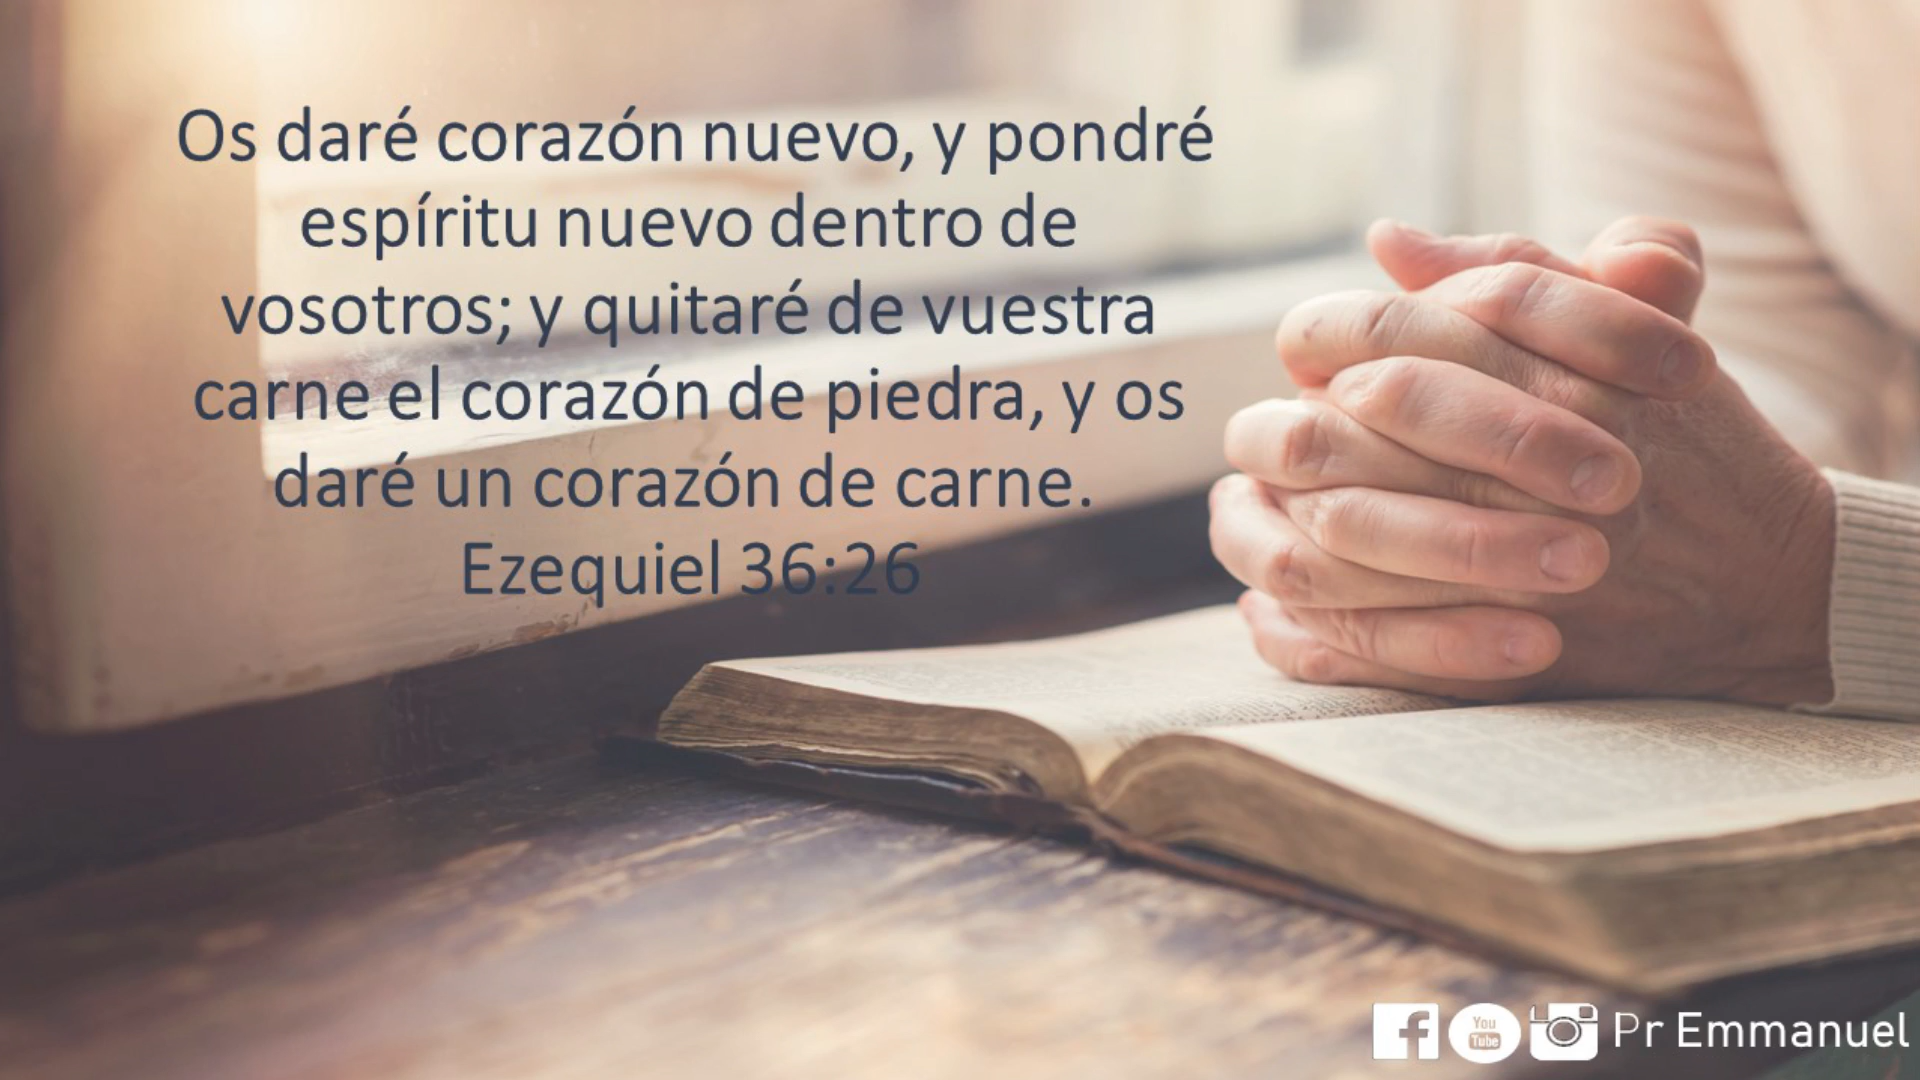 Os daré corazón nuevo, y pondré
espíritu nuevo dentro de
vosotros; y quitaré de vuestra
carne el corazón de piedra, y os
daré un corazón de carne.
Ezequiel 36:26
You
Tube
Pr Emmanuel